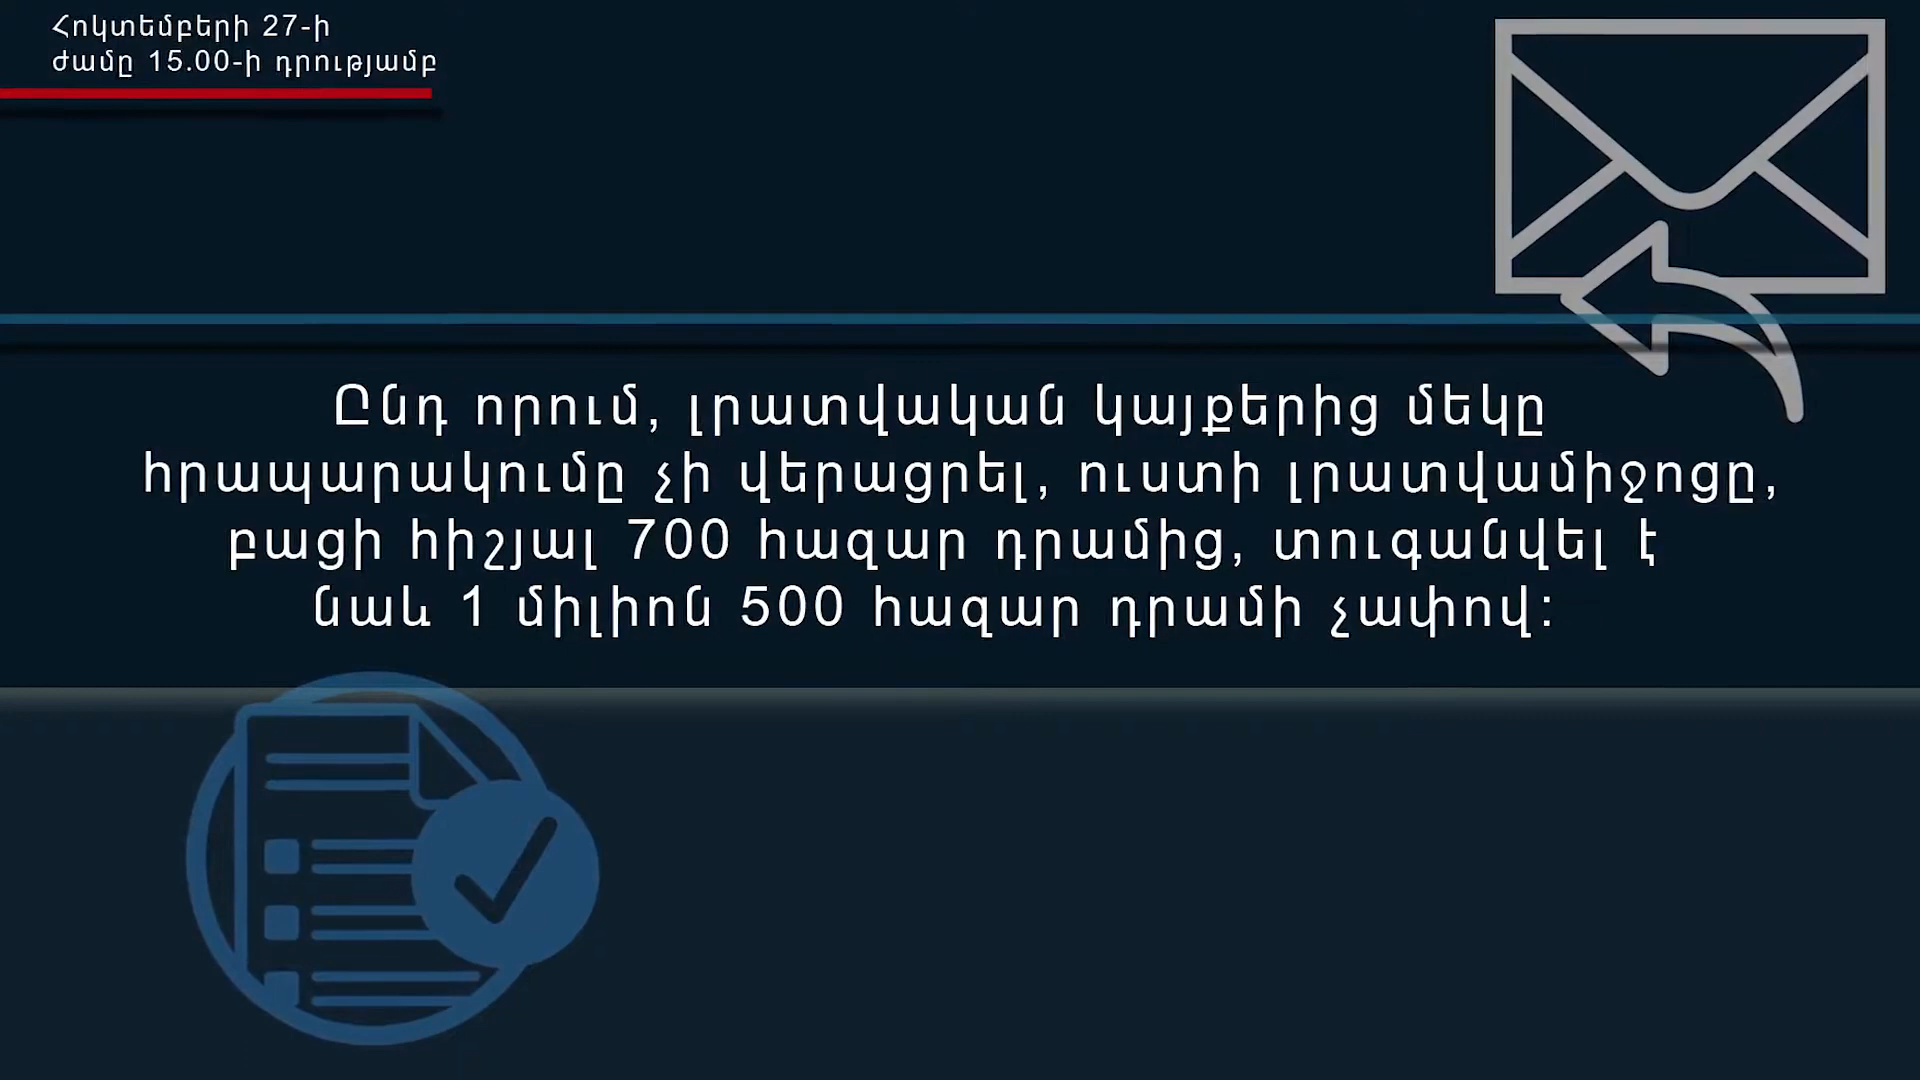 Հոկտեմբերի 27-ի
ժամը 15.00-ի դրությամբ
Ընդ որում, լրատվական կայքերից մեկը
հրապարակումը չի վերացրել, ուստի լրատվամիջոցը,
բացի հիշյալ 700 հազար դրամից, տուգանվել է
նաև 1 միլիոն 500 հազար դրամի չափով: